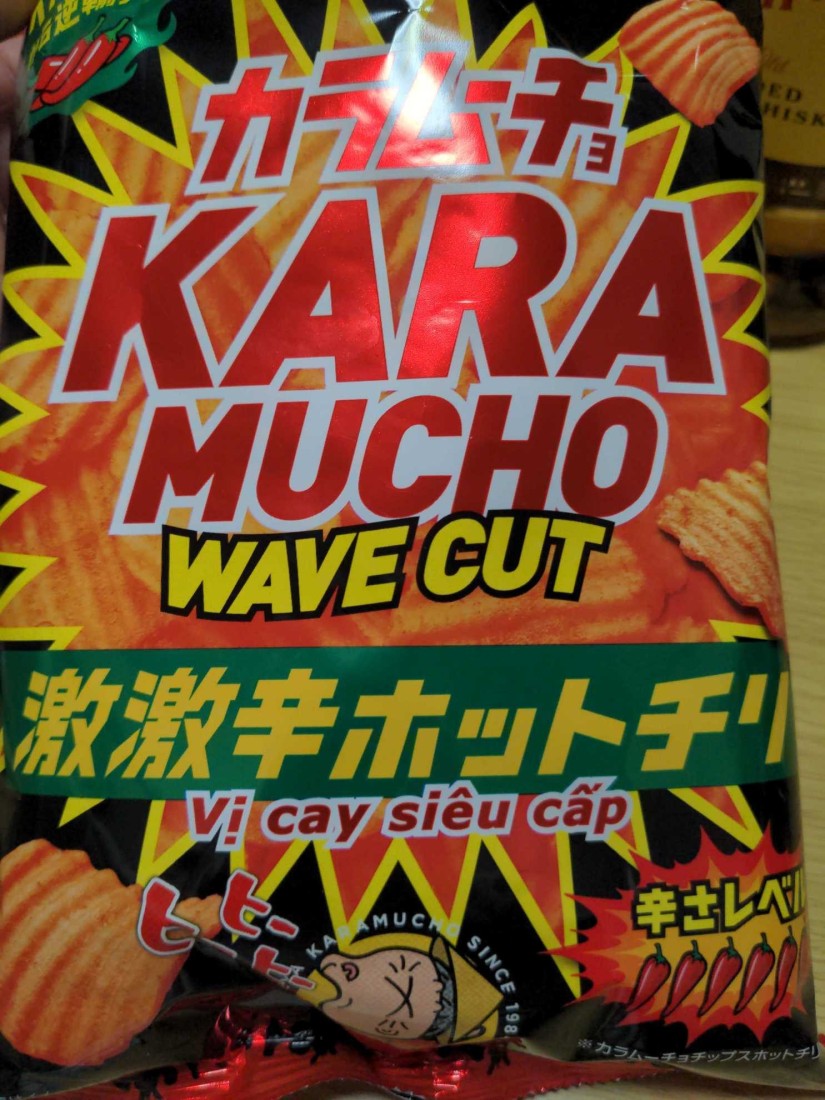 カラムーチョ
KARA
MUCHO
WAVE CUT
激激辛ホットチリ
Vị cay siêu cấp
ヒー
ヒー
KARAMUCHO SINCE 198
辛さレベル
※カラムーチョチップスホットチリ